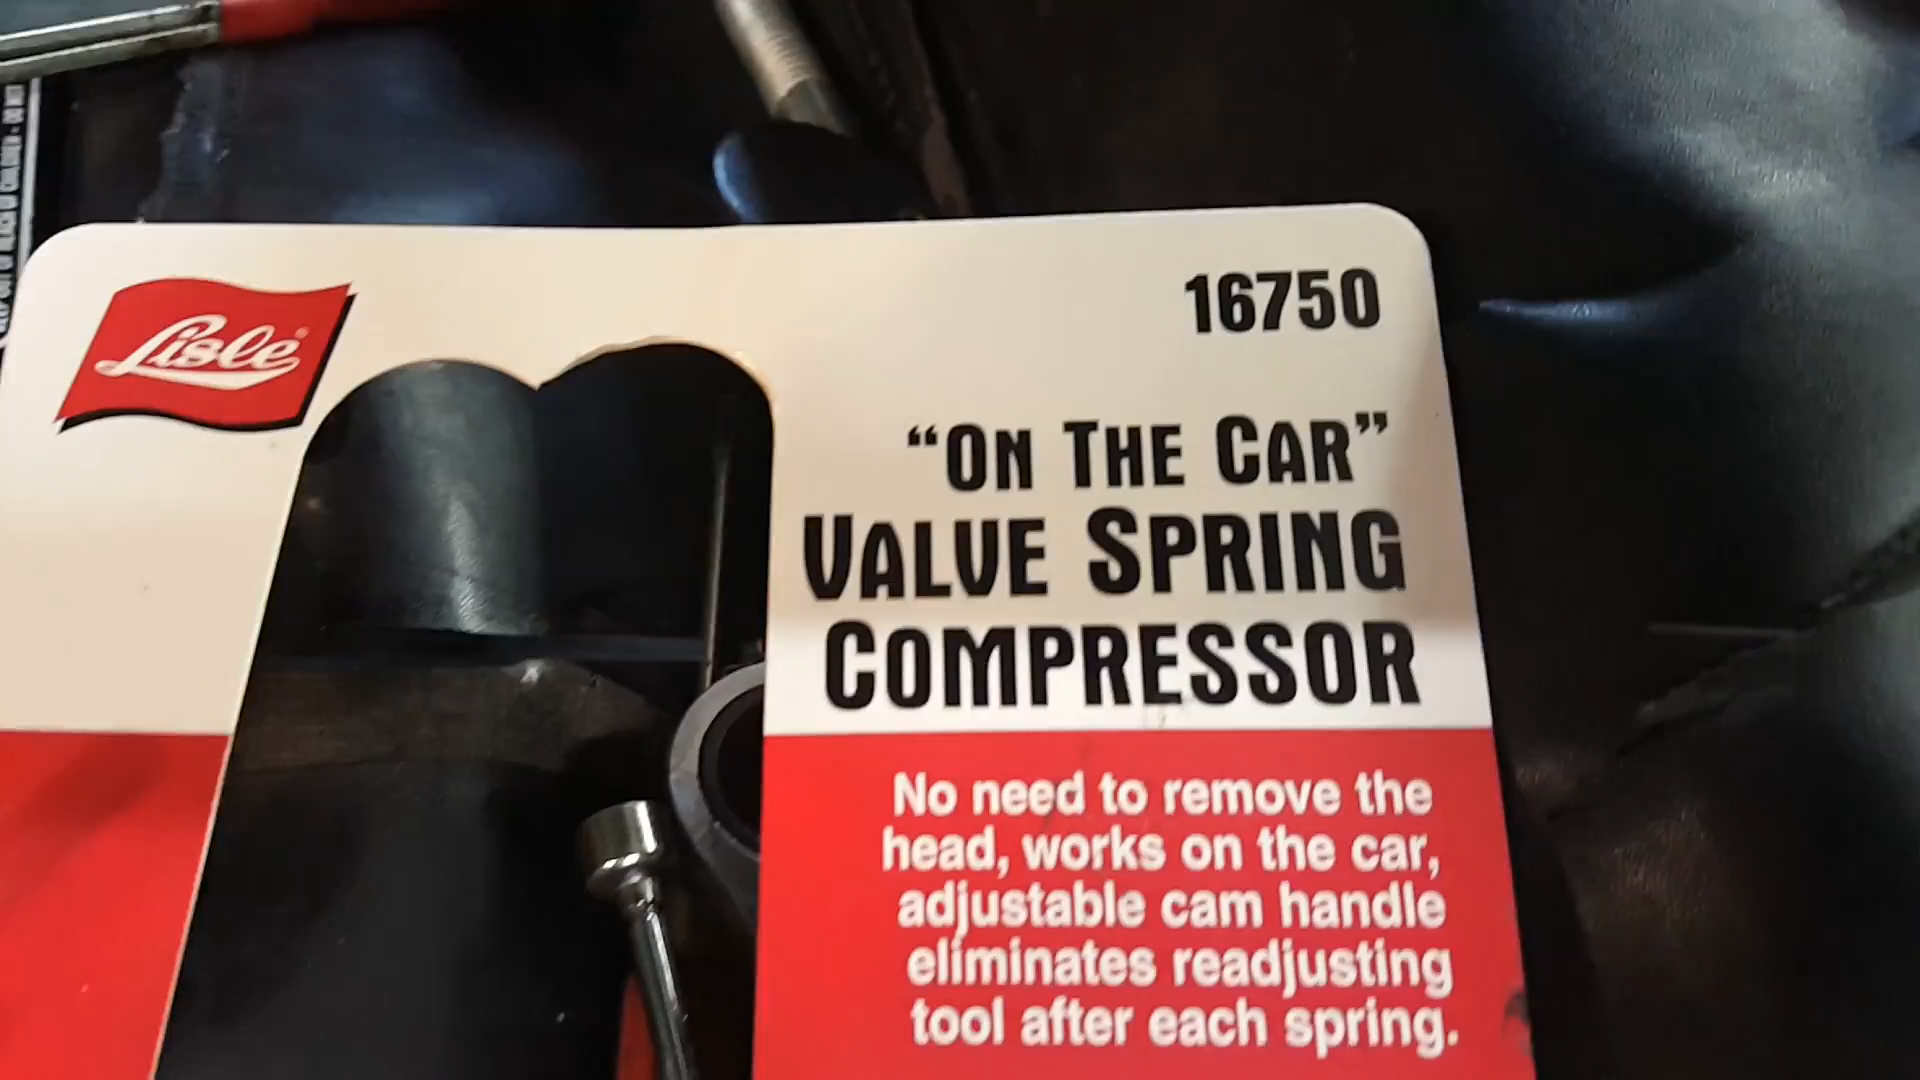 Lisle®
16750
“ON THE CAR”
VALVE SPRING
COMPRESSOR
No need to remove the
head, works on the car,
adjustable cam handle
eliminates readjusting
tool after each spring.